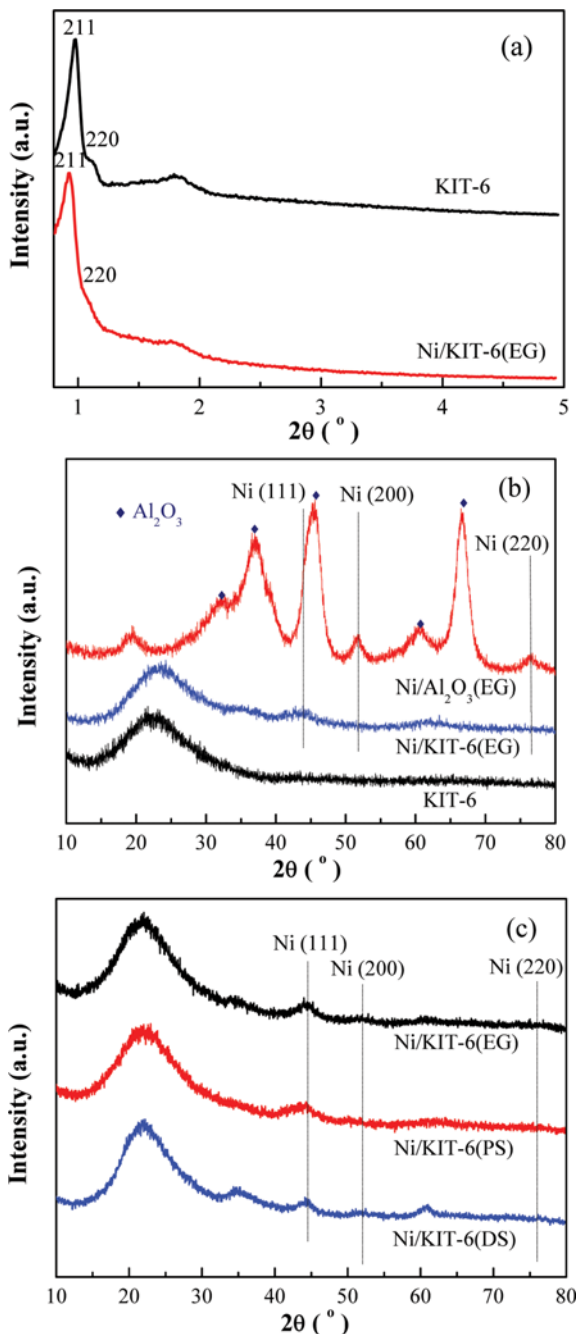 211
(a)
220
211
KIT-6
220
Ni/KIT-6(EG)
Intensity (a.u.)
1 2 3 4 5
2θ ( ° )
Ni (111) Ni (200) (b)
◆ Al₂O₃
Ni (220)
Ni/Al₂O₃(EG)
Ni/KIT-6(EG)
KIT-6
Intensity (a.u.)
10 20 30 40 50 60 70 80
2θ ( ° )
(c)
Ni (111)
Ni (200) Ni (220)
Ni/KIT-6(EG)
Ni/KIT-6(PS)
Ni/KIT-6(DS)
Intensity (a.u.)
10 20 30 40 50 60 70 80
2θ ( ° )